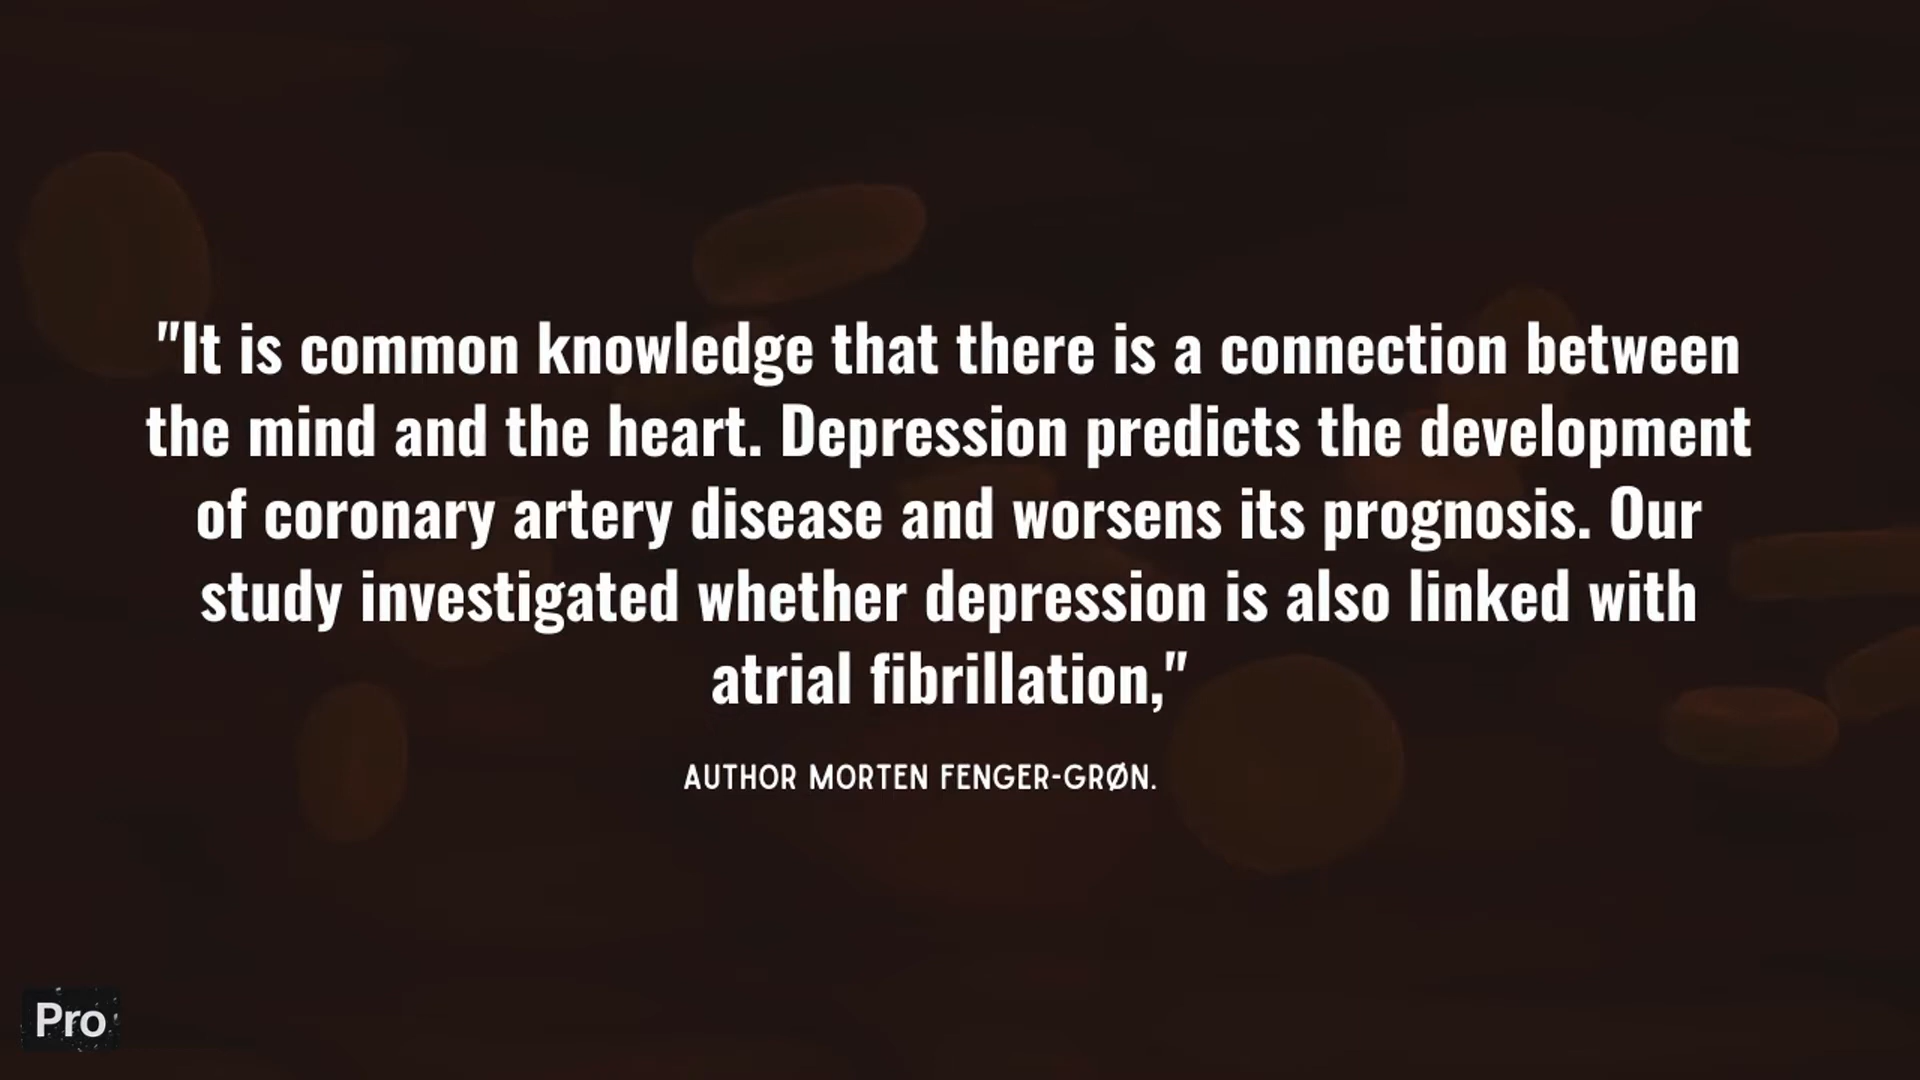 "It is common knowledge that there is a connection between
the mind and the heart. Depression predicts the development
of coronary artery disease and worsens its prognosis. Our
study investigated whether depression is also linked with
atrial fibrillation,"
AUTHOR MORTEN FENGER-GRØN.
Pro